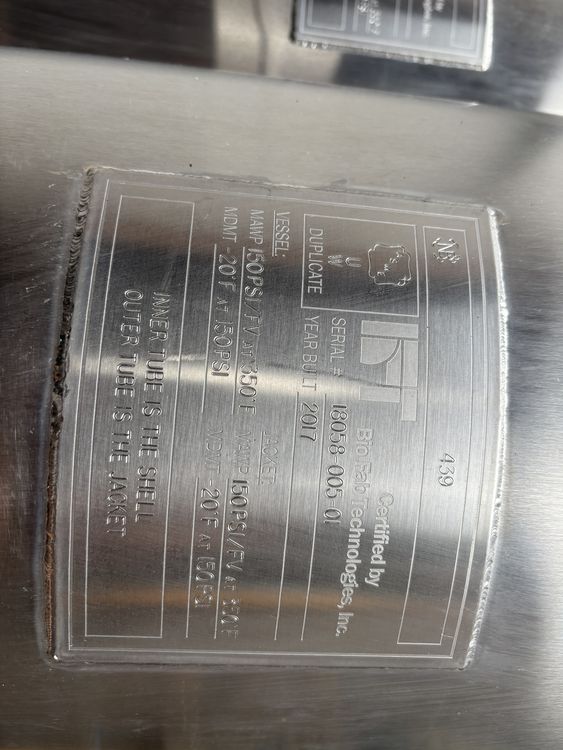 NB
439
U
W
DUPLICATE
Certified by
Bio Fab Technologies, Inc.
SERIAL # 18058-005-01
YEAR BUILT 2017
VESSEL: JACKET:
MAWP 150PSI/FV AT 350°F MAWP 150PSI/FV AT 350°F
MDMT -20°F AT 150PSI MDMT -20°F AT 150PSI
INNER TUBE IS THE SHELL
OUTER TUBE IS THE JACKET